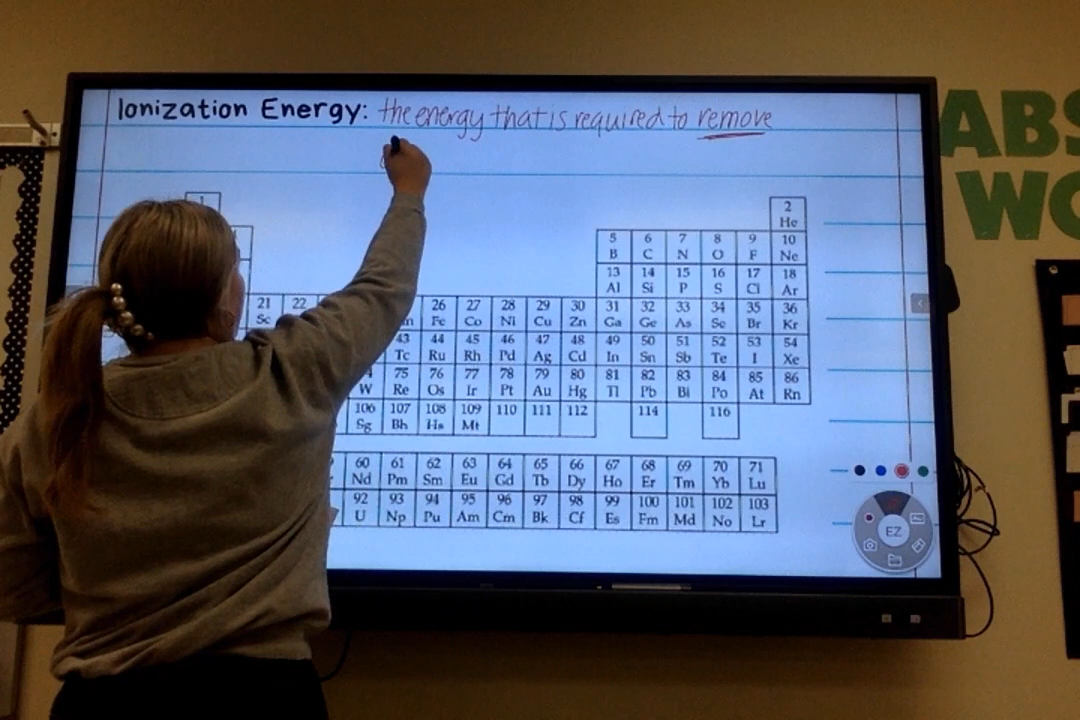 Ionization Energy: the energy that is required to remove
ABS
WO
1 2
He
5 6 7 8 9 10
B C N O F Ne
13 14 15 16 17 18
Al Si P S Cl Ar
21 22 26 27 28 29 30 31 32 33 34 35 36
Sc Fe Co Ni Cu Zn Ga Ge As Se Br Kr
43 44 45 46 47 48 49 50 51 52 53 54
Tc Ru Rh Pd Ag Cd In Sn Sb Te I Xe
75 76 77 78 79 80 81 82 83 84 85 86
W Re Os Ir Pt Au Hg Tl Pb Bi Po At Rn
106 107 108 109 110 111 112 114 116
Sg Bh Hs Mt
60 61 62 63 64 65 66 67 68 69 70 71
Nd Pm Sm Eu Gd Tb Dy Ho Er Tm Yb Lu
92 93 94 95 96 97 98 99 100 101 102 103
U Np Pu Am Cm Bk Cf Es Fm Md No Lr
EZ